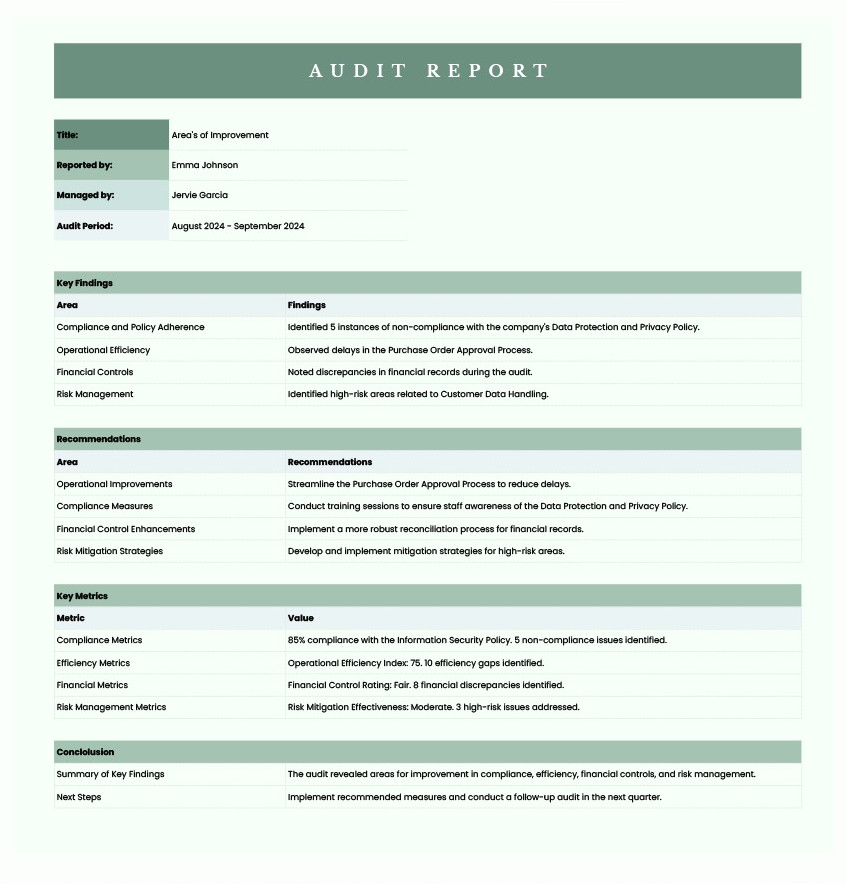 AUDIT REPORT
Title: Area's of Improvement
Reported by: Emma Johnson
Managed by: Jervie Garcia
Audit Period: August 2024 - September 2024
Key Findings
Area Findings
Compliance and Policy Adherence Identified 5 instances of non-compliance with the company's Data Protection and Privacy Policy.
Operational Efficiency Observed delays in the Purchase Order Approval Process.
Financial Controls Noted discrepancies in financial records during the audit.
Risk Management Identified high-risk areas related to Customer Data Handling.
Recommendations
Area Recommendations
Operational Improvements Streamline the Purchase Order Approval Process to reduce delays.
Compliance Measures Conduct training sessions to ensure staff awareness of the Data Protection and Privacy Policy.
Financial Control Enhancements Implement a more robust reconciliation process for financial records.
Risk Mitigation Strategies Develop and implement mitigation strategies for high-risk areas.
Key Metrics
Metric Value
Compliance Metrics 85% compliance with the Information Security Policy. 5 non-compliance issues identified.
Efficiency Metrics Operational Efficiency Index: 75. 10 efficiency gaps identified.
Financial Metrics Financial Control Rating: Fair. 8 financial discrepancies identified.
Risk Management Metrics Risk Mitigation Effectiveness: Moderate. 3 high-risk issues addressed.
Conclolusion
Summary of Key Findings The audit revealed areas for improvement in compliance, efficiency, financial controls, and risk management.
Next Steps Implement recommended measures and conduct a follow-up audit in the next quarter.